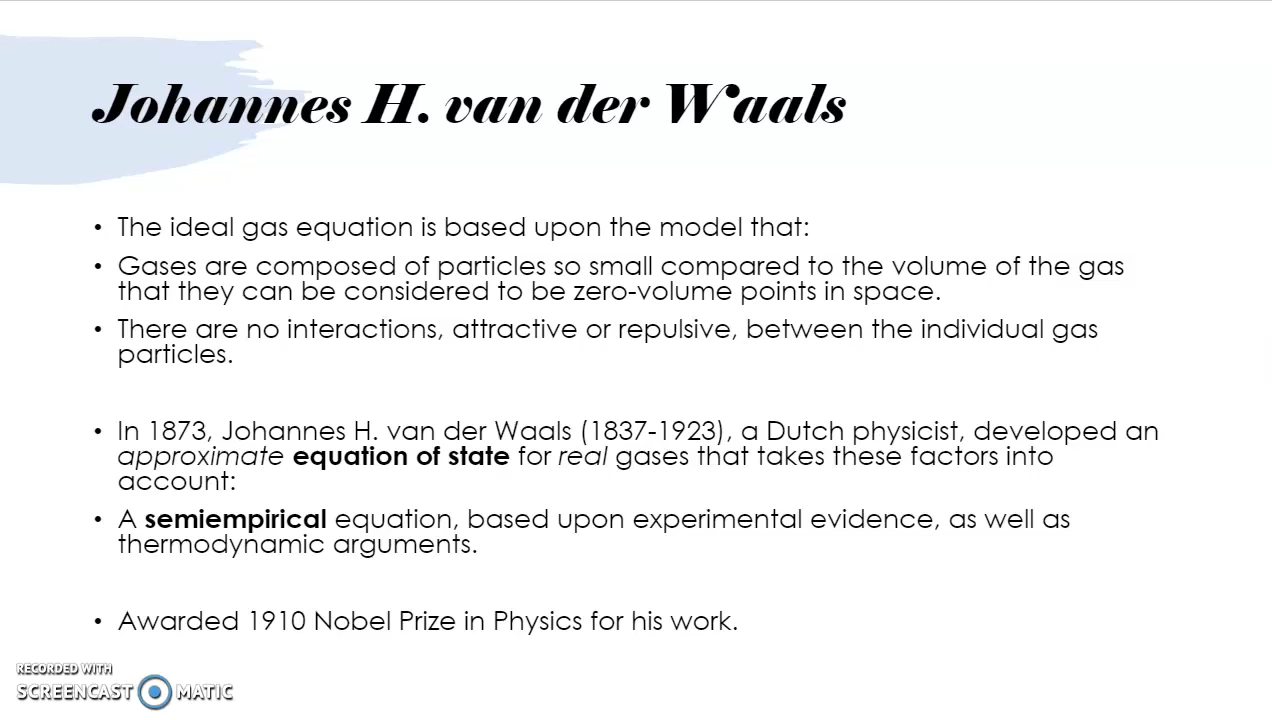 Johannes H. van der Waals
• The ideal gas equation is based upon the model that:
• Gases are composed of particles so small compared to the volume of the gas
that they can be considered to be zero-volume points in space.
• There are no interactions, attractive or repulsive, between the individual gas
particles.
• In 1873, Johannes H. van der Waals (1837-1923), a Dutch physicist, developed an
approximate equation of state for real gases that takes these factors into
account:
• A semiempirical equation, based upon experimental evidence, as well as
thermodynamic arguments.
• Awarded 1910 Nobel Prize in Physics for his work.
RECORDED WITH
SCREENCAST MATIC